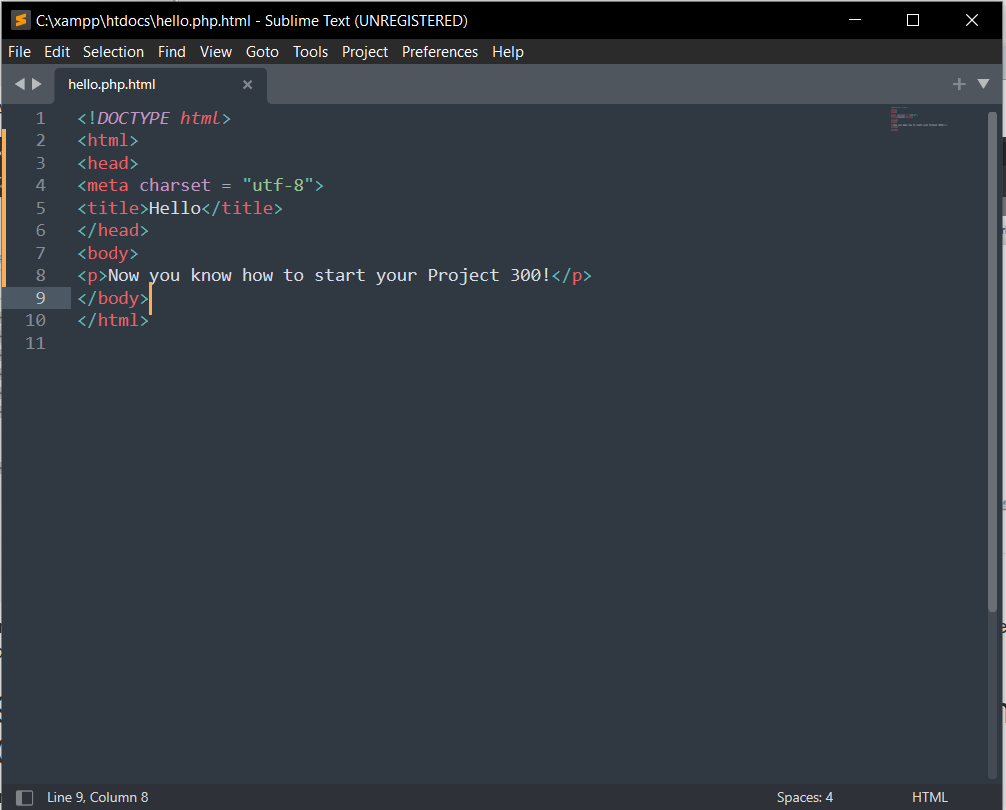 C:\xampp\htdocs\hello.php.html - Sublime Text (UNREGISTERED)
File Edit Selection Find View Goto Tools Project Preferences Help
hello.php.html
1 <!DOCTYPE html>
2 <html>
3 <head>
4 <meta charset = "utf-8">
5 <title>Hello</title>
6 </head>
7 <body>
8 <p>Now you know how to start your Project 300!</p>
9 </body>
10 </html>
11
Line 9, Column 8 Spaces: 4 HTML